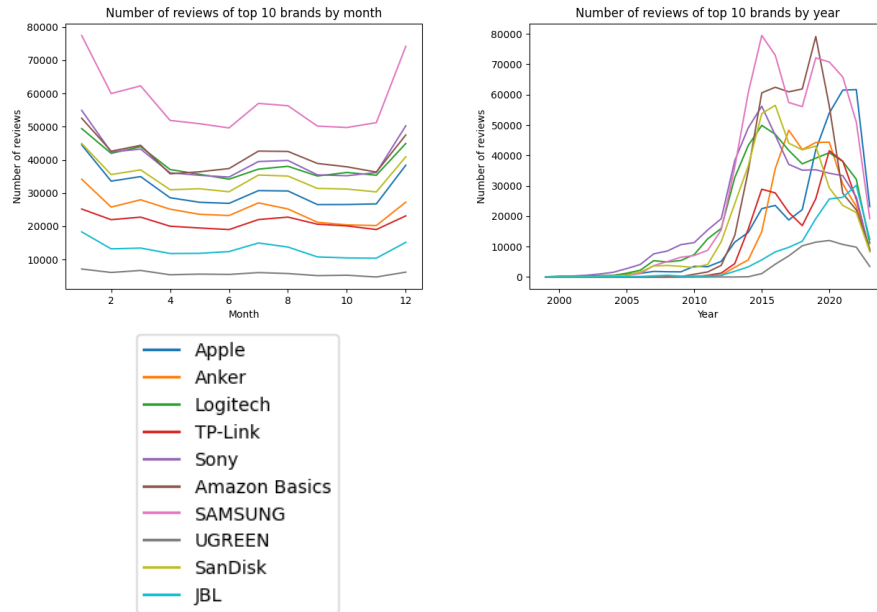 Number of reviews of top 10 brands by month
80000
70000
60000
50000
40000
30000
20000
10000
Number of reviews
2 4 6 8 10 12
Month
Number of reviews of top 10 brands by year
80000
70000
60000
50000
40000
30000
20000
10000
0
Number of reviews
2000 2005 2010 2015 2020
Year
Apple
Anker
Logitech
TP-Link
Sony
Amazon Basics
SAMSUNG
UGREEN
SanDisk
JBL